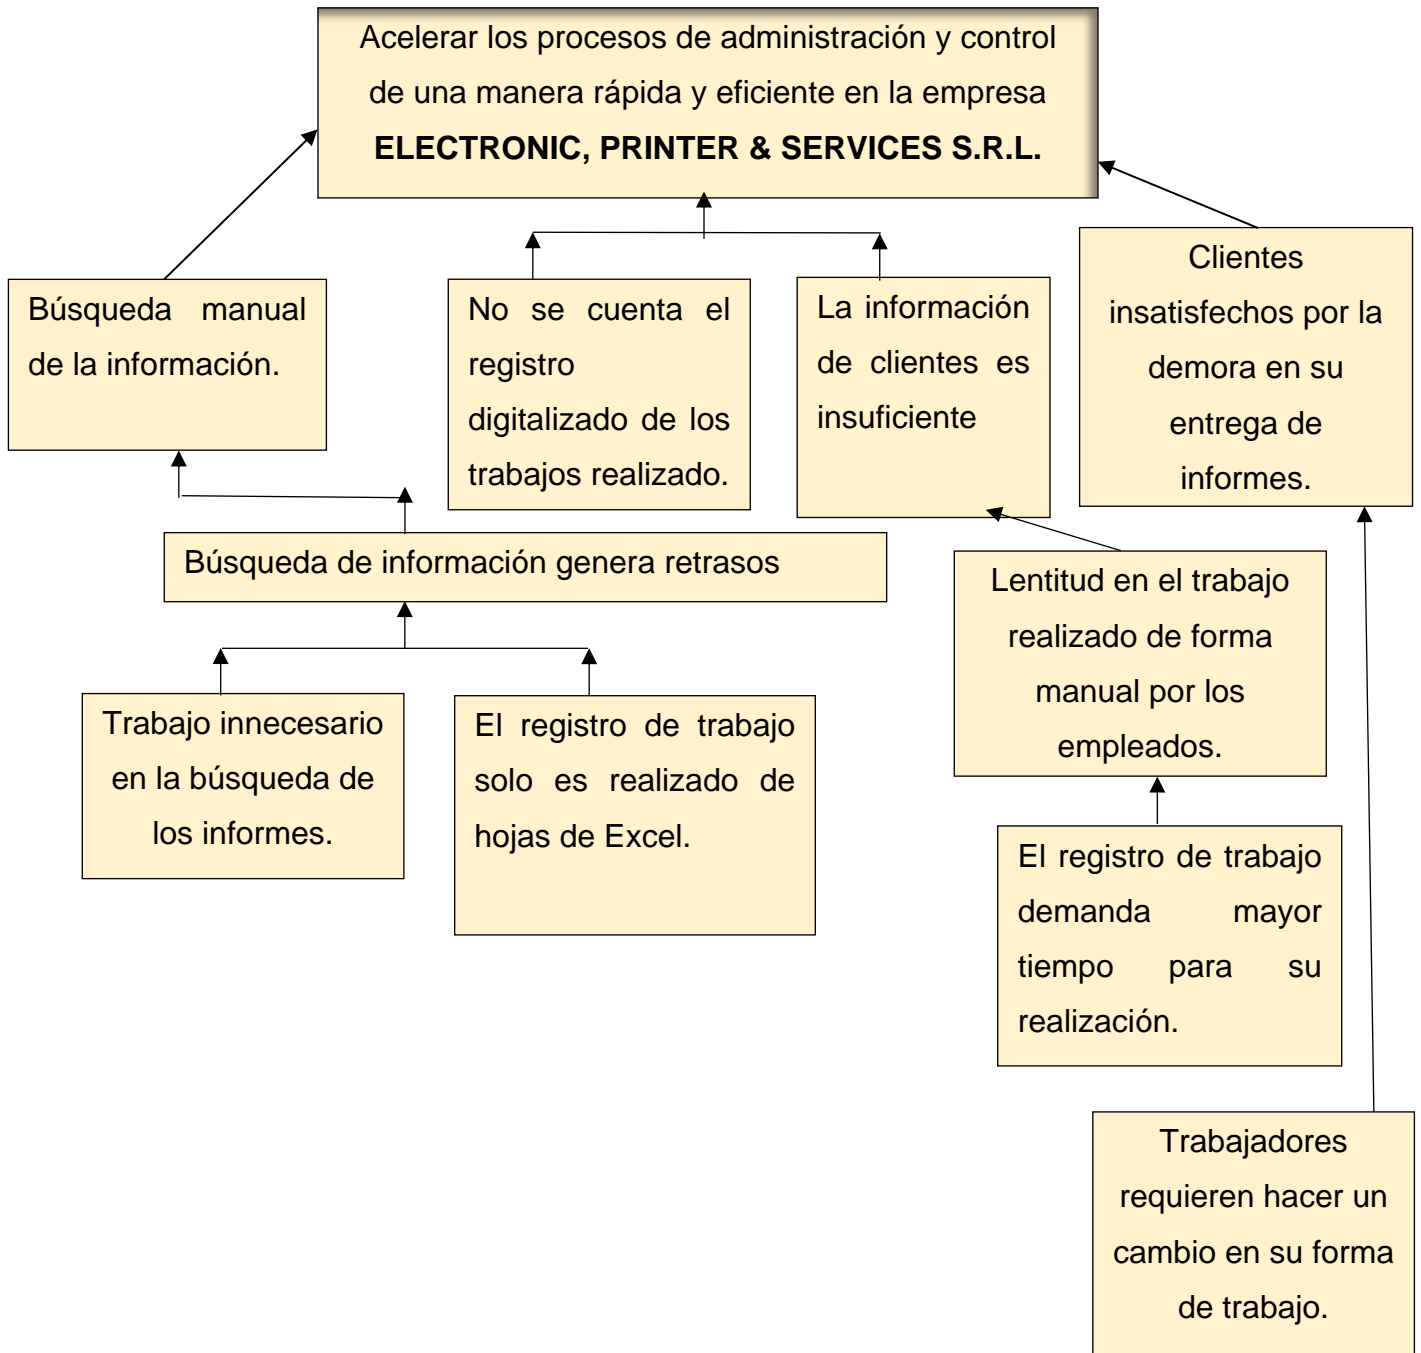 Acelerar los procesos de administración y control
de una manera rápida y eficiente en la empresa
ELECTRONIC, PRINTER & SERVICES S.R.L.
Búsqueda manual
de la información.
No se cuenta el
registro
digitalizado de los
trabajos realizado.
La información
de clientes es
insuficiente
Clientes
insatisfechos por la
demora en su
entrega de
informes.
Búsqueda de información genera retrasos
Lentitud en el trabajo
realizado de forma
manual por los
empleados.
Trabajo innecesario
en la búsqueda de
los informes.
El registro de trabajo
solo es realizado de
hojas de Excel.
El registro de trabajo
demanda mayor
tiempo para su
realización.
Trabajadores
requieren hacer un
cambio en su forma
de trabajo.